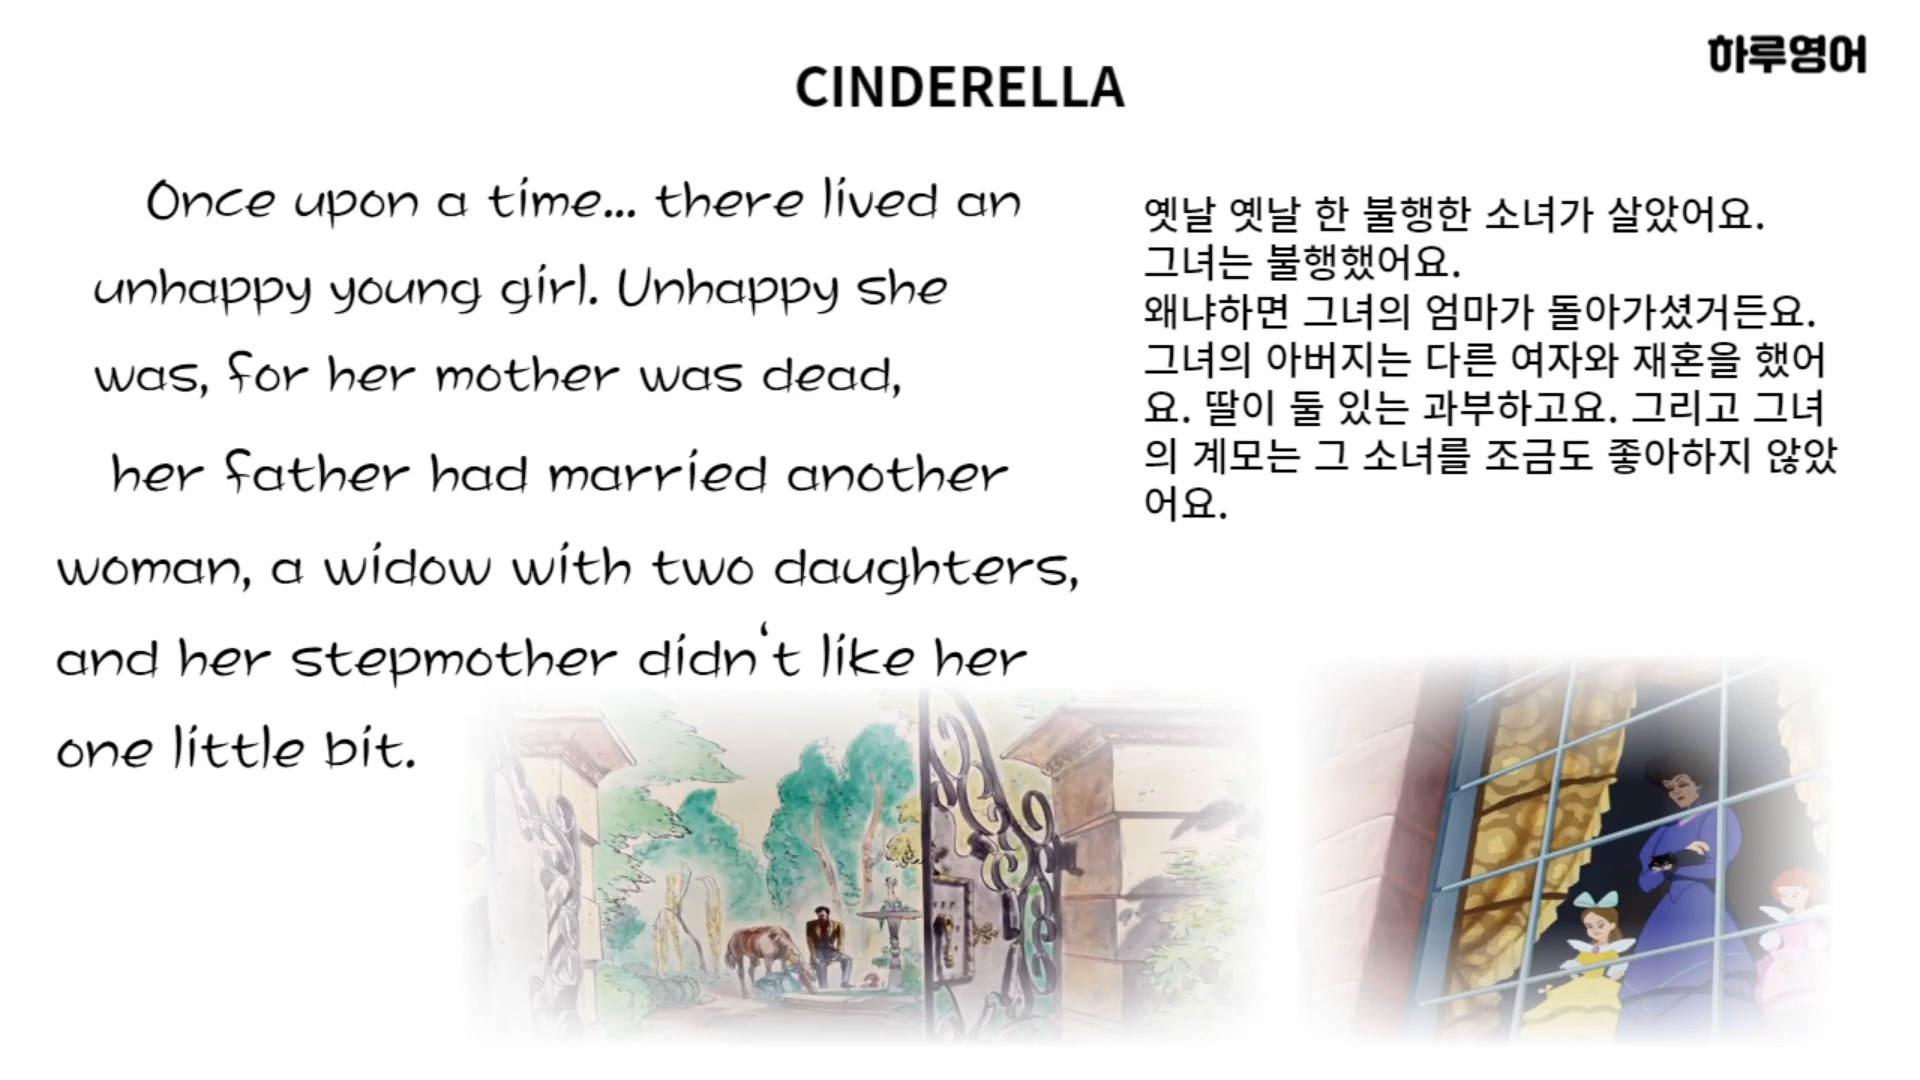 하루영어
CINDERELLA
Once upon a time... there lived an
unhappy young girl. Unhappy she
was, for her mother was dead,
her father had married another
woman, a widow with two daughters,
and her stepmother didn‘t like her
one little bit.
옛날 옛날 한 불행한 소녀가 살았어요.
그녀는 불행했어요.
왜냐하면 그녀의 엄마가 돌아가셨거든요.
그녀의 아버지는 다른 여자와 재혼을 했어
요. 딸이 둘 있는 과부하고요. 그리고 그녀
의 계모는 그 소녀를 조금도 좋아하지 않았
어요.